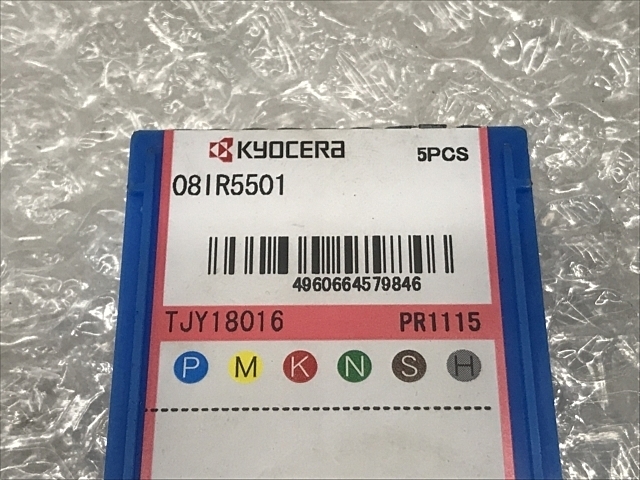 KYOCERA 5PCS
08IR5501
4960664579846
TJY18016 PR1115
P M K N S H